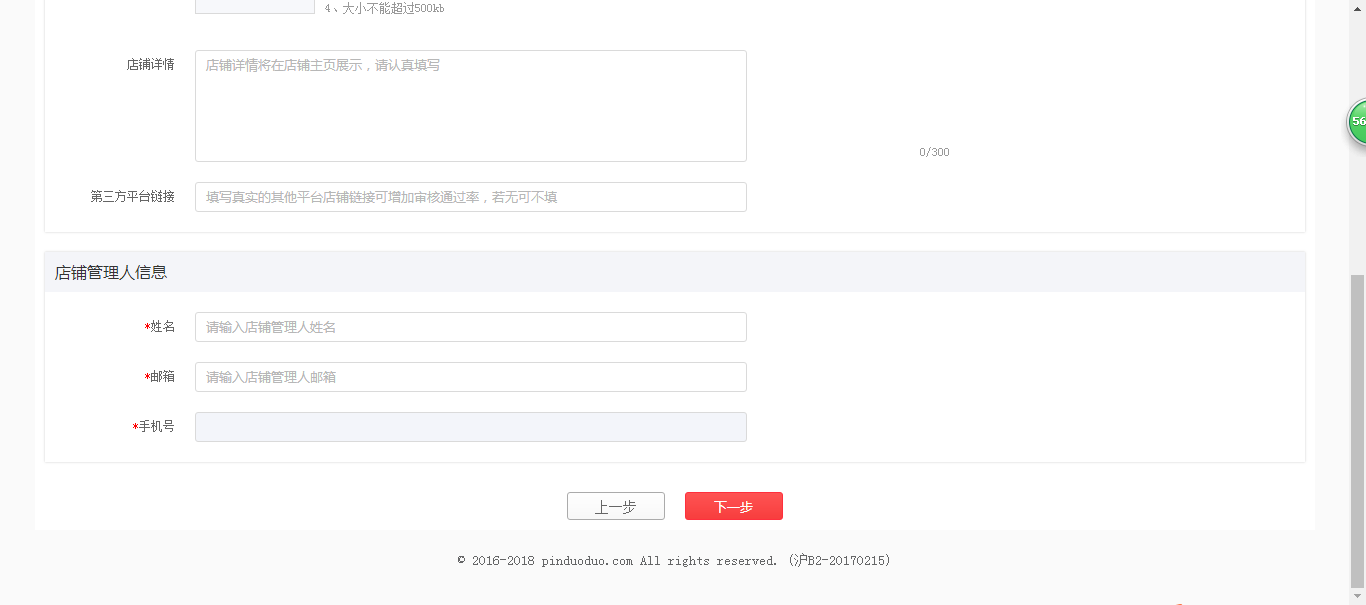 4、大小不能超过500kb
店铺详情
店铺详情将在店铺主页展示，请认真填写
0/300
第三方平台链接
填写真实的其他平台店铺链接可增加审核通过率，若无可不填
店铺管理人信息
*姓名
请输入店铺管理人姓名
*邮箱
请输入店铺管理人邮箱
*手机号
上一步
下一步
© 2016-2018 pinduoduo.com All rights reserved. (沪B2-20170215)
56